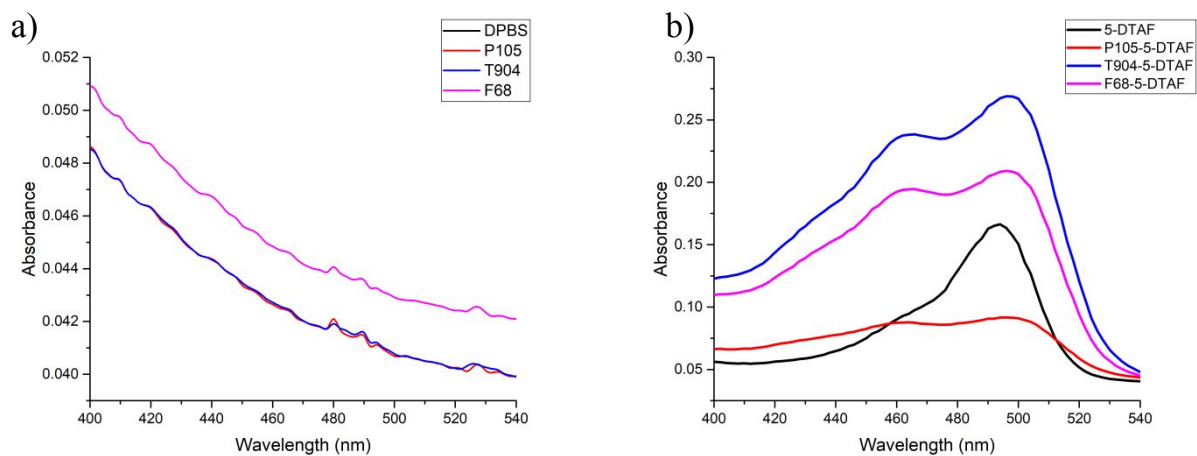 a)
DPBS
P105
T904
F68
0.052
0.050
0.048
0.046
0.044
0.042
0.040
Absorbance
400 420 440 460 480 500 520 540
Wavelength (nm)
b)
5-DTAF
P105-5-DTAF
T904-5-DTAF
F68-5-DTAF
0.30
0.25
0.20
0.15
0.10
0.05
Absorbance
400 420 440 460 480 500 520 540
Wavelength (nm)